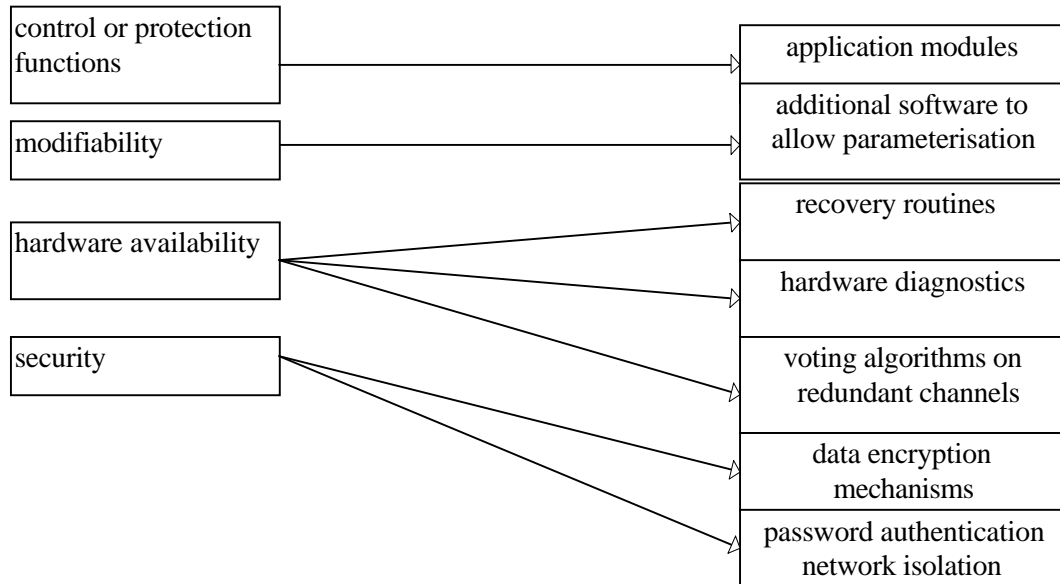 control or protection
functions
modifiability
hardware availability
security
application modules
additional software to
allow parameterisation
recovery routines
hardware diagnostics
voting algorithms on
redundant channels
data encryption
mechanisms
password authentication
network isolation